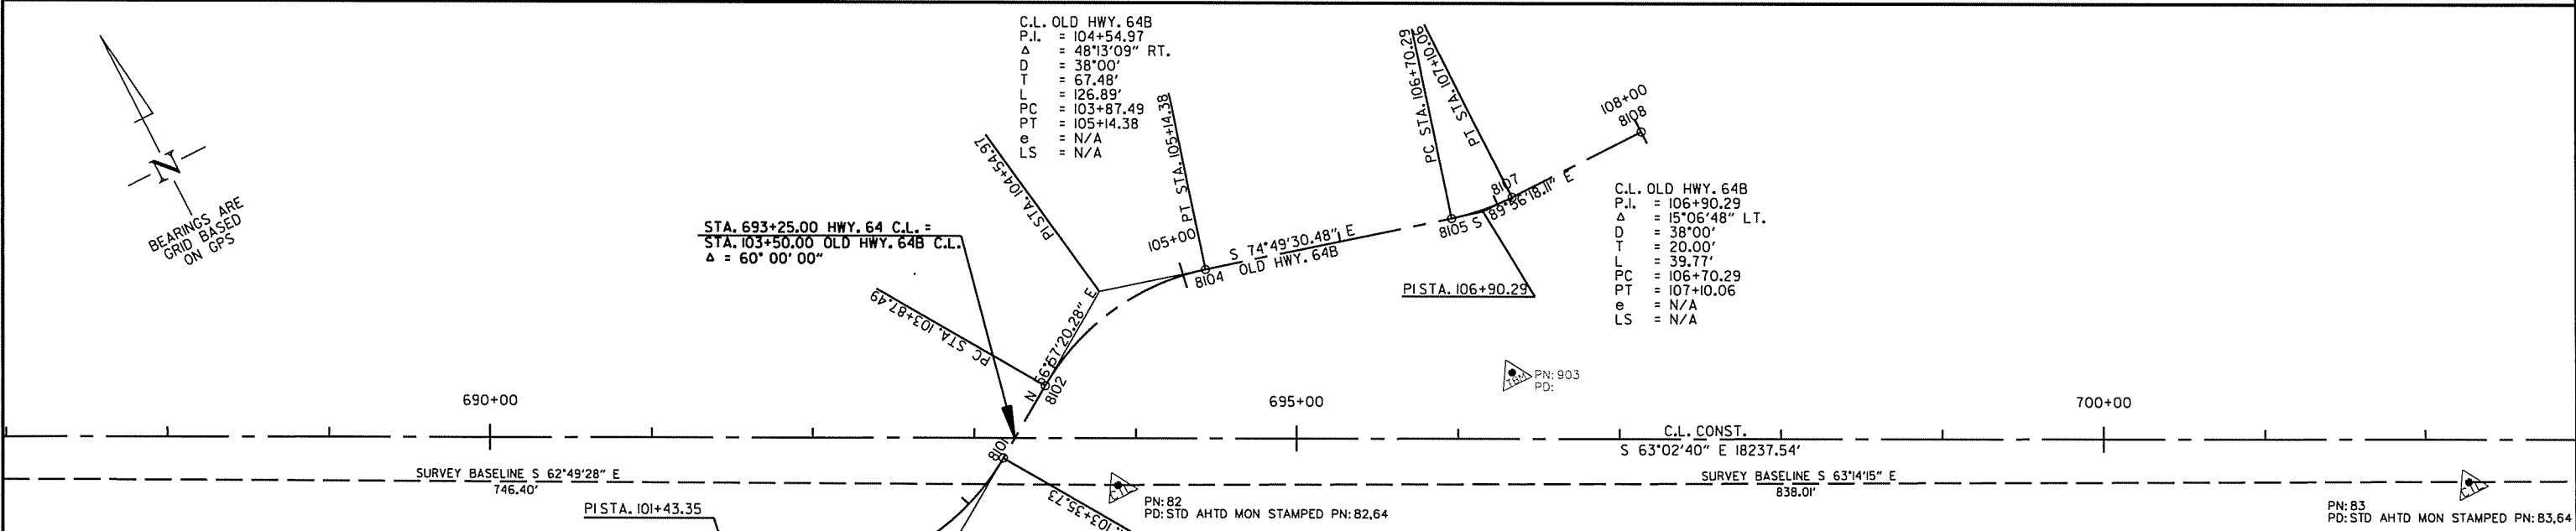 C.L. OLD HWY. 64B
P.I. = 104+54.97
Δ = 48°13'09" RT.
D = 38°00'
T = 67.48'
L = 126.89'
PC = 103+87.49
PT = 105+14.38
e = N/A
LS = N/A
N
BEARINGS ARE
GRID BASED
ON GPS
STA. 693+25.00 HWY. 64 C.L. =
STA. 103+50.00 OLD HWY. 64B C.L.
Δ = 60° 00' 00"
PC STA. 103+87.49
PI STA. 104+54.97
PT STA. 105+14.38
105+00
8104
S 74°49'30.48" E
OLD HWY. 64B
N 56°57'20.28" E
8102
8101
PC STA. 106+70.29
PT STA. 107+10.06
108+00
8108
8107
8105
S 89°56'18.11" E
PI STA. 106+90.29
C.L. OLD HWY. 64B
P.I. = 106+90.29
Δ = 15°06'48" LT.
D = 38°00'
T = 20.00'
L = 39.77'
PC = 106+70.29
PT = 107+10.06
e = N/A
LS = N/A
TBM
PN: 903
PD:
690+00
695+00
700+00
C.L. CONST.
S 63°02'40" E 18237.54'
SURVEY BASELINE S 62°49'28" E
746.40'
SURVEY BASELINE S 63°14'15" E
838.01'
PI STA. 101+43.35
103+35.73
CTL
PN: 82
PD: STD AHTD MON STAMPED PN: 82,64
CTL
PN: 83
PD: STD AHTD MON STAMPED PN: 83,64